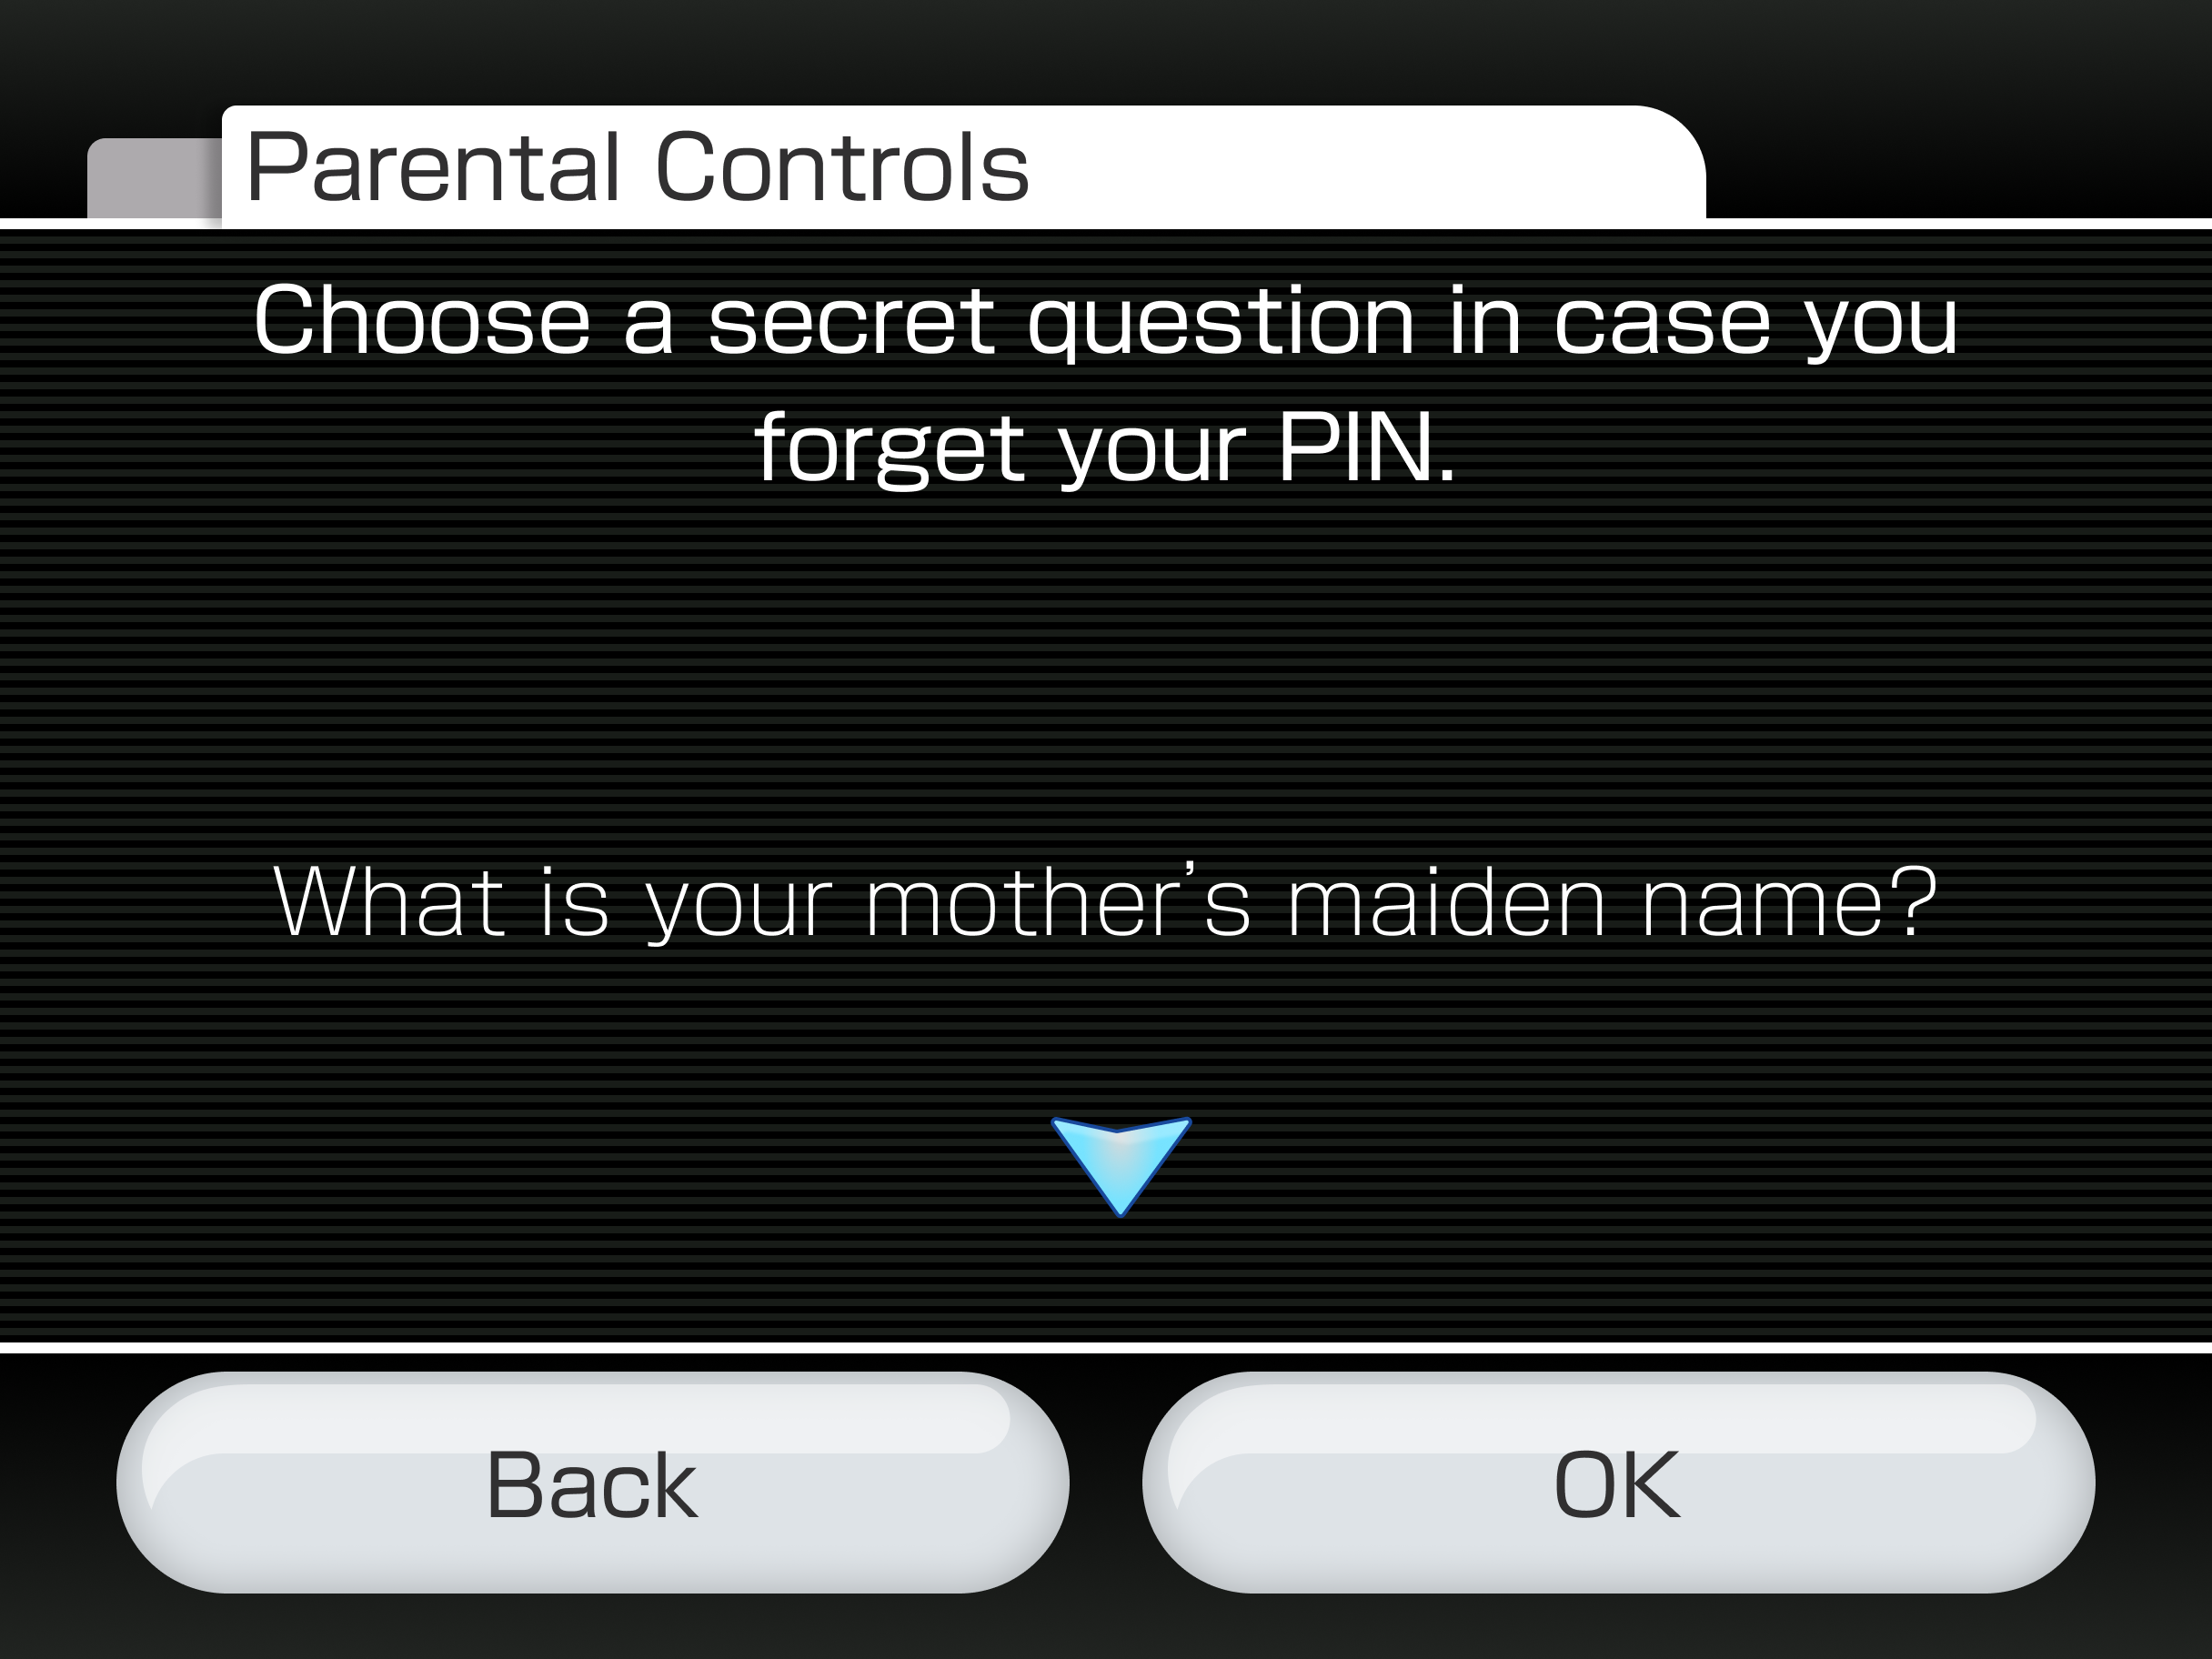 Parental Controls
Choose a secret question in case you
forget your PIN.
What is your mother’s maiden name?
Back
OK